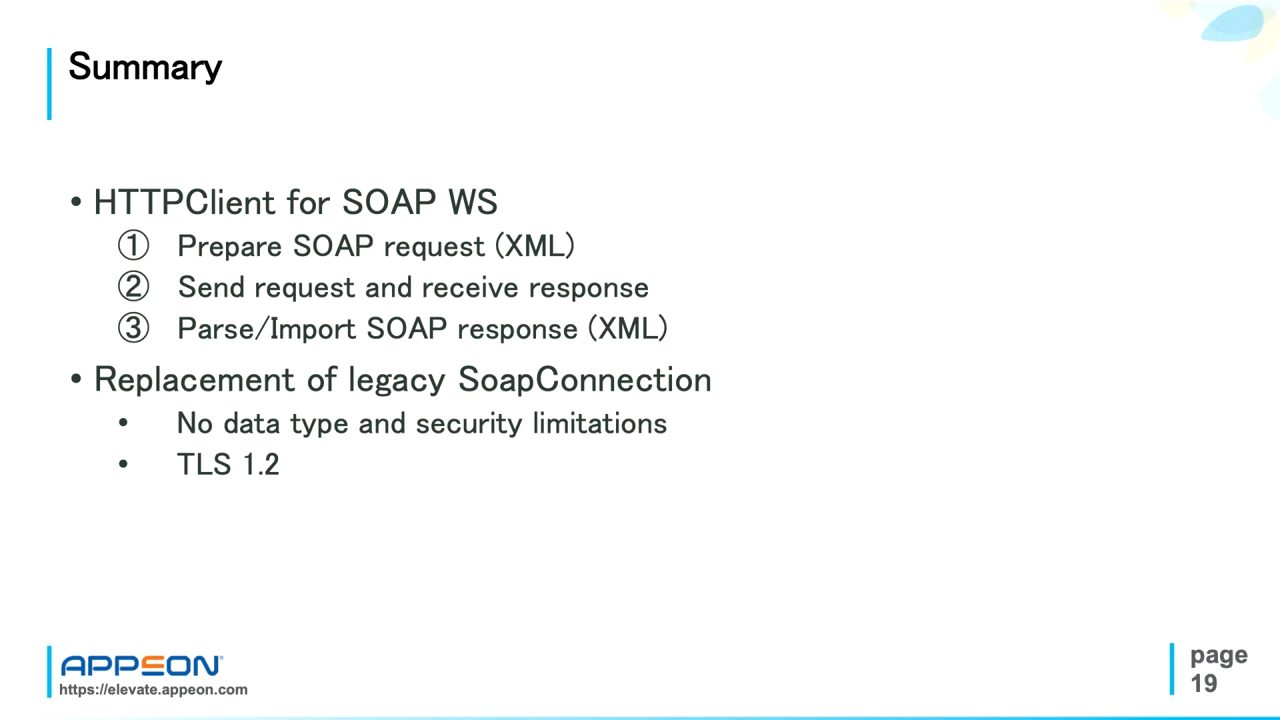 Summary
• HTTPClient for SOAP WS
① Prepare SOAP request (XML)
② Send request and receive response
③ Parse/Import SOAP response (XML)
• Replacement of legacy SoapConnection
• No data type and security limitations
• TLS 1.2
APPEON®
https://elevate.appeon.com
page
19